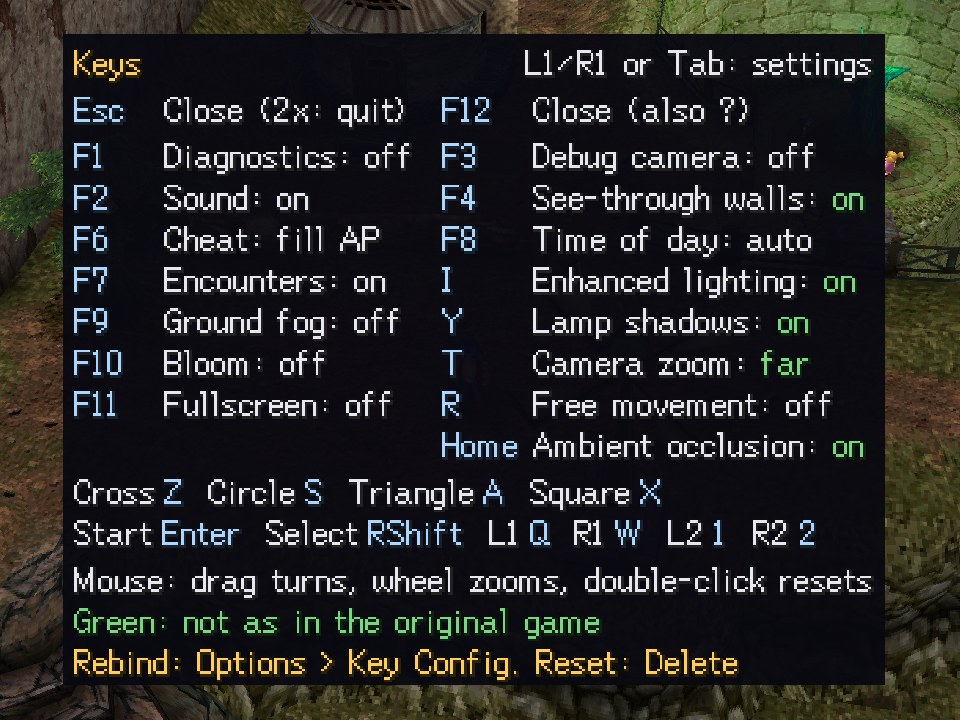 Keys L1/R1 or Tab: settings
Esc Close (2x: quit) F12 Close (also ?)
F1 Diagnostics: off F3 Debug camera: off
F2 Sound: on F4 See-through walls: on
F6 Cheat: fill AP F8 Time of day: auto
F7 Encounters: on I Enhanced lighting: on
F9 Ground fog: off Y Lamp shadows: on
F10 Bloom: off T Camera zoom: far
F11 Fullscreen: off R Free movement: off
Home Ambient occlusion: on
Cross Z Circle S Triangle A Square X
Start Enter Select RShift L1 Q R1 W L2 1 R2 2
Mouse: drag turns, wheel zooms, double-click resets
Green: not as in the original game
Rebind: Options > Key Config. Reset: Delete